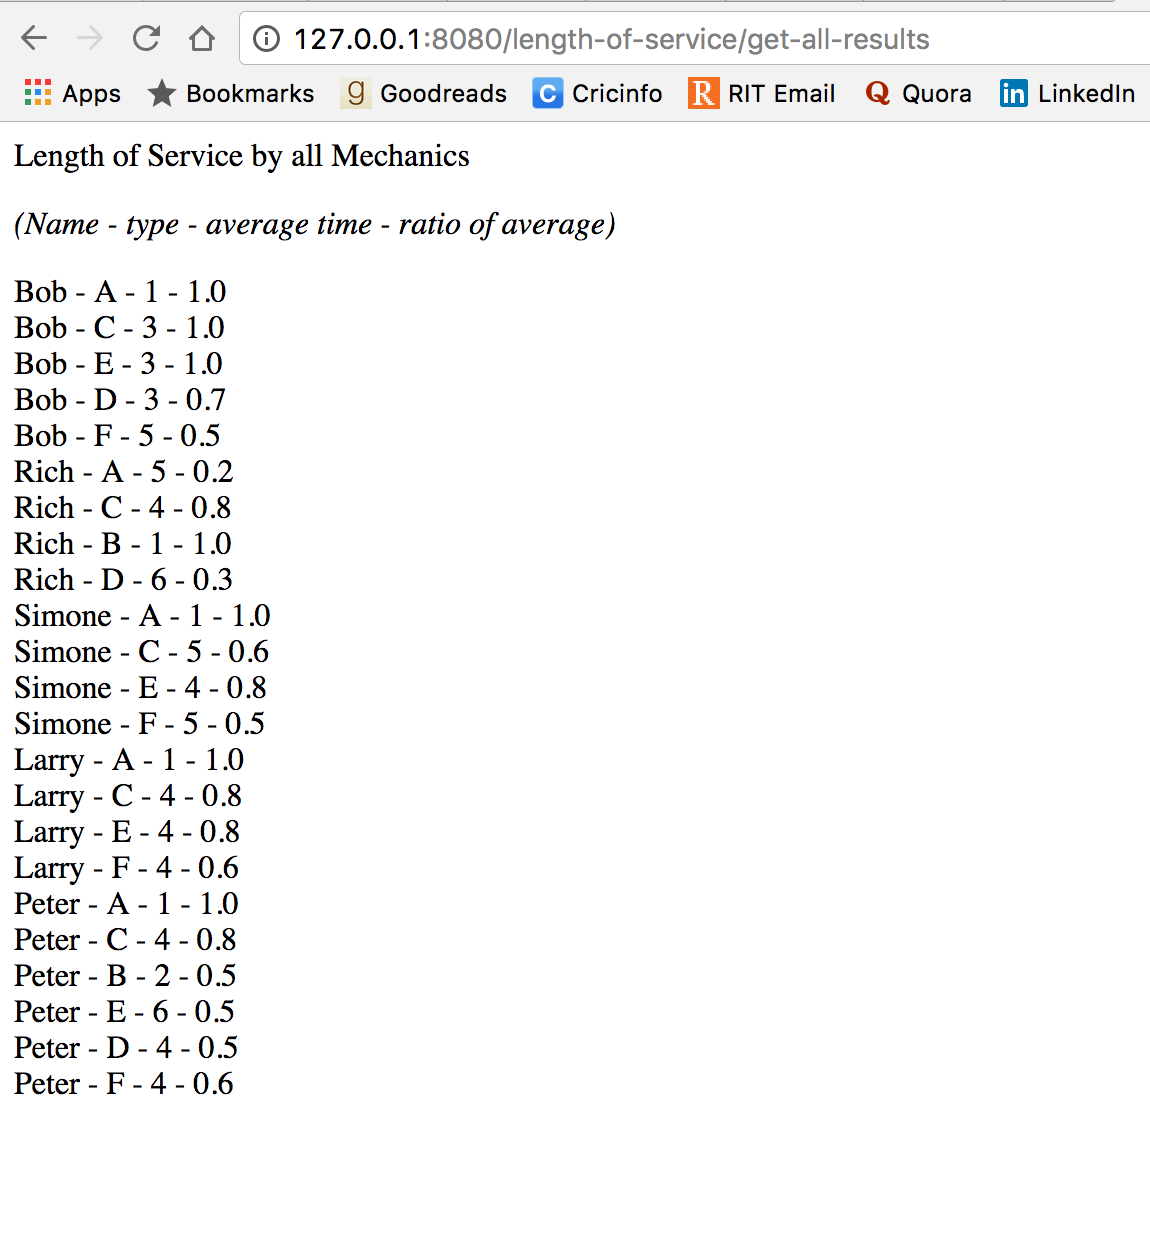 127.0.0.1:8080/length-of-service/get-all-results
Apps Bookmarks g Goodreads C Cricinfo R RIT Email Q Quora in LinkedIn
Length of Service by all Mechanics
(Name - type - average time - ratio of average)
Bob - A - 1 - 1.0
Bob - C - 3 - 1.0
Bob - E - 3 - 1.0
Bob - D - 3 - 0.7
Bob - F - 5 - 0.5
Rich - A - 5 - 0.2
Rich - C - 4 - 0.8
Rich - B - 1 - 1.0
Rich - D - 6 - 0.3
Simone - A - 1 - 1.0
Simone - C - 5 - 0.6
Simone - E - 4 - 0.8
Simone - F - 5 - 0.5
Larry - A - 1 - 1.0
Larry - C - 4 - 0.8
Larry - E - 4 - 0.8
Larry - F - 4 - 0.6
Peter - A - 1 - 1.0
Peter - C - 4 - 0.8
Peter - B - 2 - 0.5
Peter - E - 6 - 0.5
Peter - D - 4 - 0.5
Peter - F - 4 - 0.6